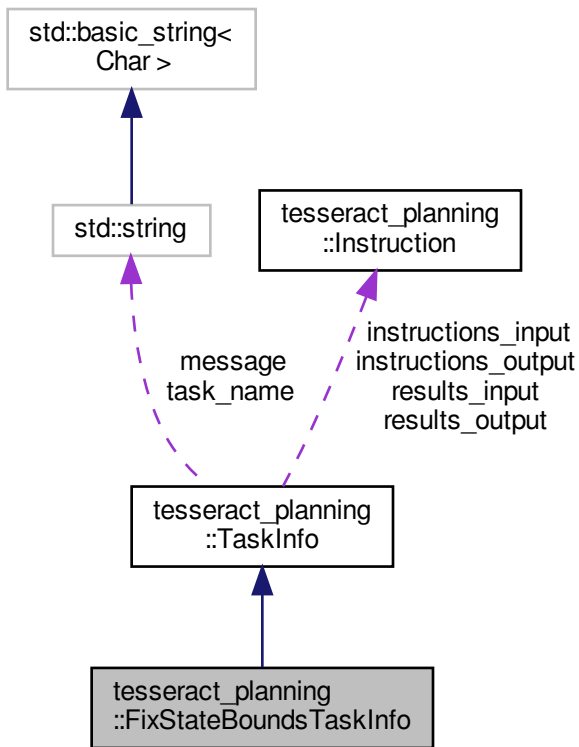 std::basic_string<
Char >
std::string
tesseract_planning
::Instruction
message
task_name
instructions_input
instructions_output
results_input
results_output
tesseract_planning
::TaskInfo
tesseract_planning
::FixStateBoundsTaskInfo